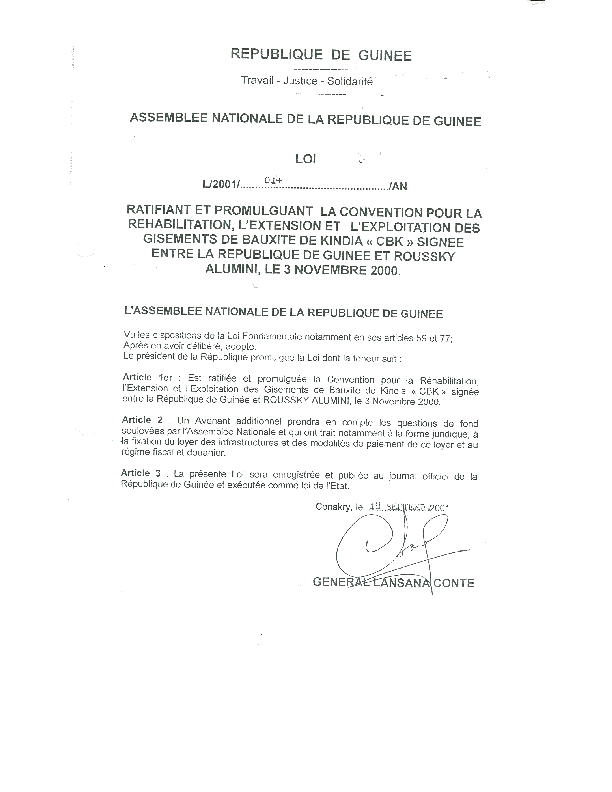 REPUBLIQUE DE GUINEE
Travail - Justice - Solidarité
ASSEMBLEE NATIONALE DE LA REPUBLIQUE DE GUINEE
LOI
L/2001/......014......................................./AN
RATIFIANT ET PROMULGUANT LA CONVENTION POUR LA
REHABILITATION, L'EXTENSION ET L'EXPLOITATION DES
GISEMENTS DE BAUXITE DE KINDIA « CBK » SIGNEE
ENTRE LA REPUBLIQUE DE GUINEE ET ROUSSKY
ALUMINI, LE 3 NOVEMBRE 2000.
L'ASSEMBLEE NATIONALE DE LA REPUBLIQUE DE GUINEE
Vu les dispositions de la Loi Fondamentale notamment en ses articles 59 et 77;
Après en avoir délibéré, adopte.
Le président de la République promulgue la Loi dont la teneur suit :
Article 1er : Est ratifiée et promulguée la Convention pour la Réhabilitation,
l'Extension et l'Exploitation des Gisements de Bauxite de Kindia « CBK » signée
entre la République de Guinée et ROUSSKY ALUMINI, le 3 Novembre 2000.
Article 2 : Un Avenant additionnel prendra en compte les questions de fond
soulevées par l'Assemblée Nationale et qui ont trait notamment à la forme juridique, à
la fixation du loyer des infrastructures et des modalités de paiement de ce loyer et au
régime fiscal et douanier.
Article 3 : La présente Loi sera enregistrée et publiée au journal officiel de la
République de Guinée et exécutée comme loi de l'Etat.
Conakry, le 2001
GENERAL LANSANA CONTE